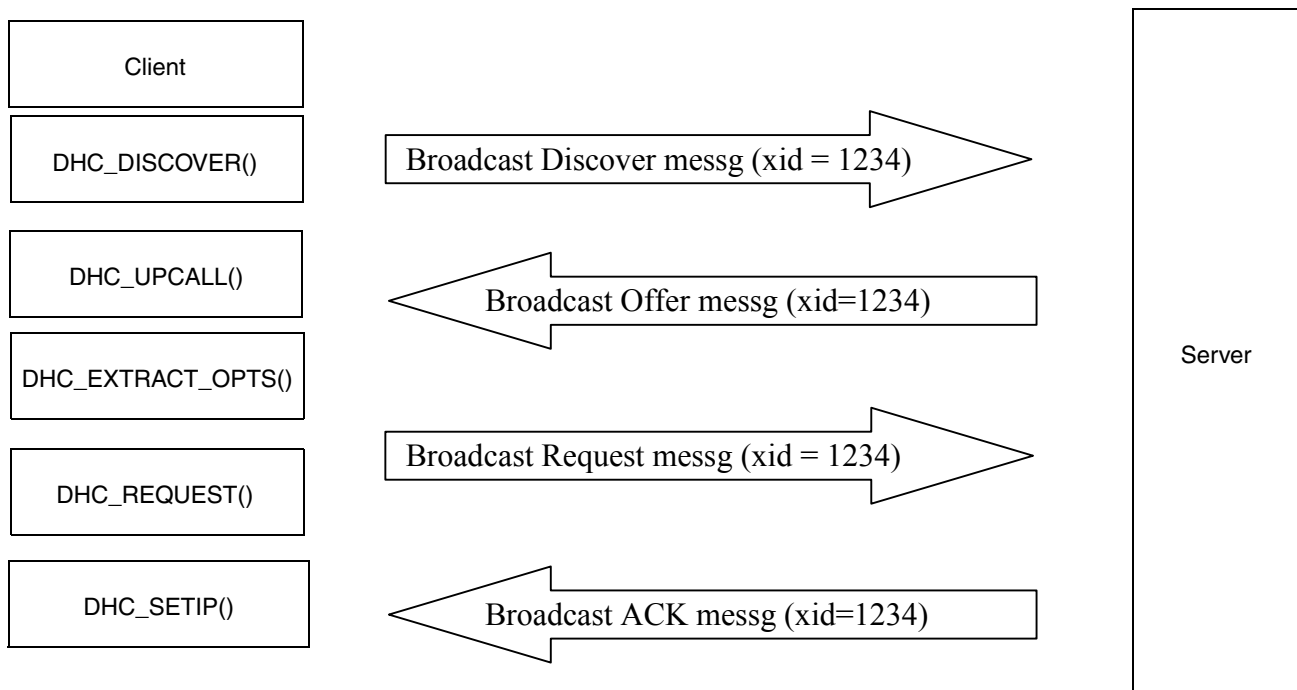 Client
DHC_DISCOVER()
Broadcast Discover messg (xid = 1234)
DHC_UPCALL()
Broadcast Offer messg (xid=1234)
Server
DHC_EXTRACT_OPTS()
Broadcast Request messg (xid = 1234)
DHC_REQUEST()
DHC_SETIP()
Broadcast ACK messg (xid=1234)